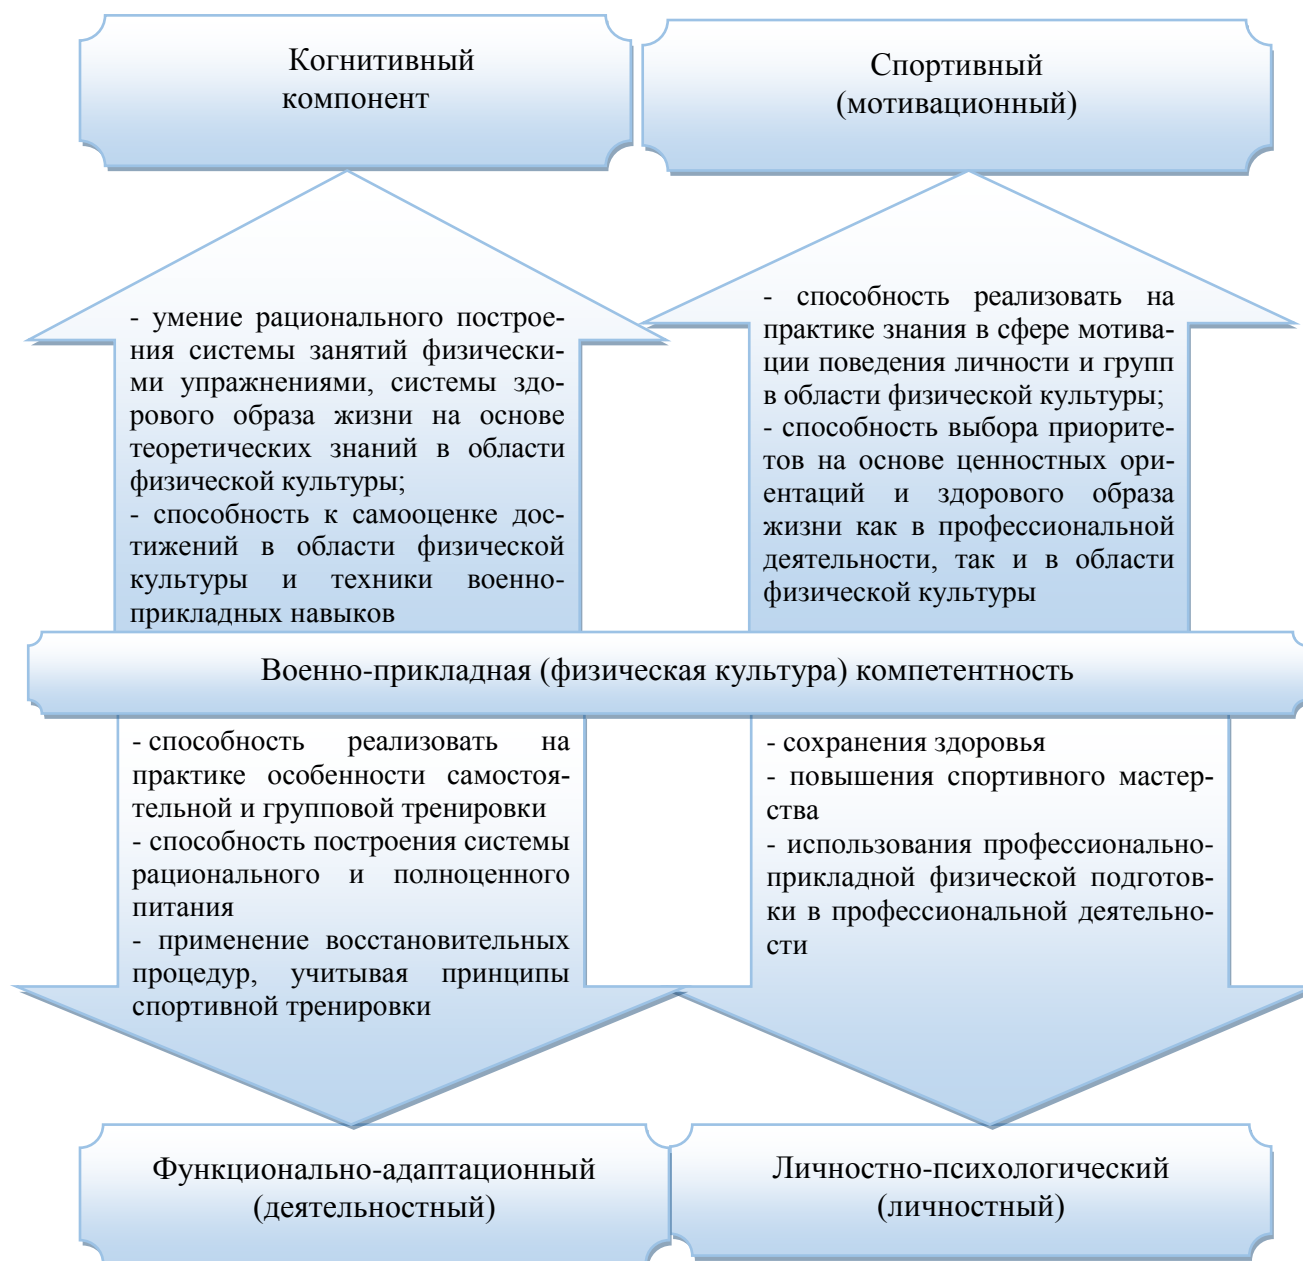 Когнитивный
компонент
Спортивный
(мотивационный)
- умение рационального построе-
ния системы занятий физически-
ми упражнениями, системы здо-
рового образа жизни на основе
теоретических знаний в области
физической культуры;
- способность к самооценке дос-
тижений в области физической
культуры и техники военно-
прикладных навыков
- способность реализовать на
практике знания в сфере мотива-
ции поведения личности и групп
в области физической культуры;
- способность выбора приорите-
тов на основе ценностных ори-
ентаций и здорового образа
жизни как в профессиональной
деятельности, так и в области
физической культуры
Военно-прикладная (физическая культура) компетентность
- способность реализовать на
практике особенности самостоя-
тельной и групповой тренировки
- способность построения системы
рационального и полноценного
питания
- применение восстановительных
процедур, учитывая принципы
спортивной тренировки
- сохранения здоровья
- повышения спортивного мастер-
ства
- использования профессионально-
прикладной физической подготов-
ки в профессиональной деятельно-
сти
Функционально-адаптационный
(деятельностный)
Личностно-психологический
(личностный)